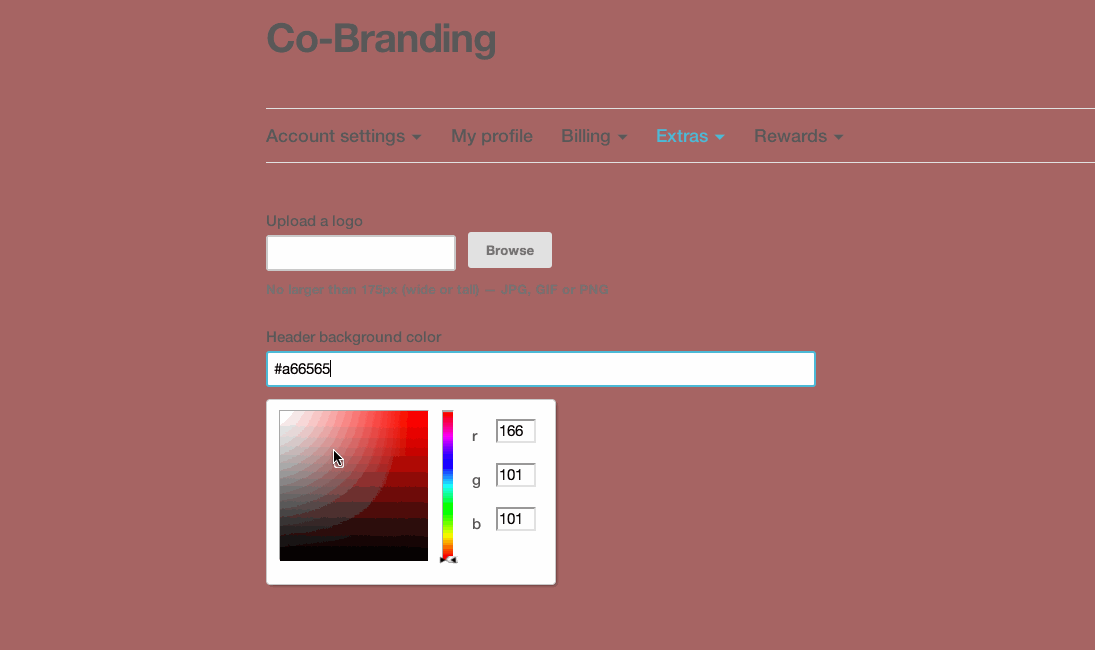 Co-Branding
Account settings My profile Billing Extras Rewards
Upload a logo
Browse
No larger than 175px (wide or tall) — JPG, GIF or PNG
Header background color
#a66565
r 166
g 101
b 101